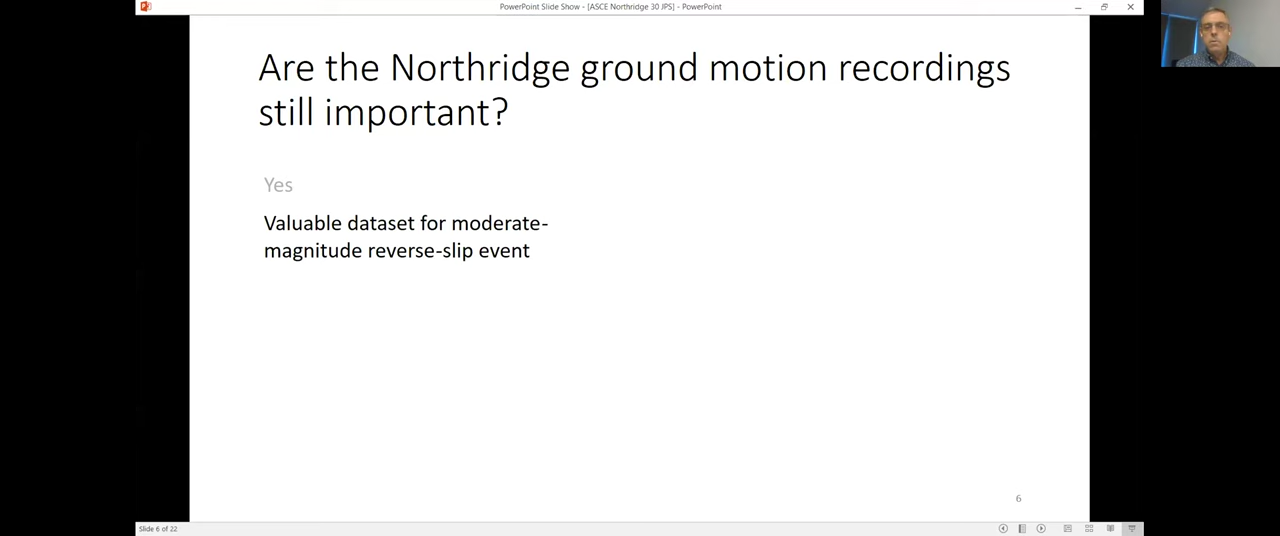 PowerPoint Slide Show - [ASCE Northridge 30 JPS] - PowerPoint
Are the Northridge ground motion recordings
still important?
Yes
Valuable dataset for moderate-
magnitude reverse-slip event
6
Slide 6 of 22